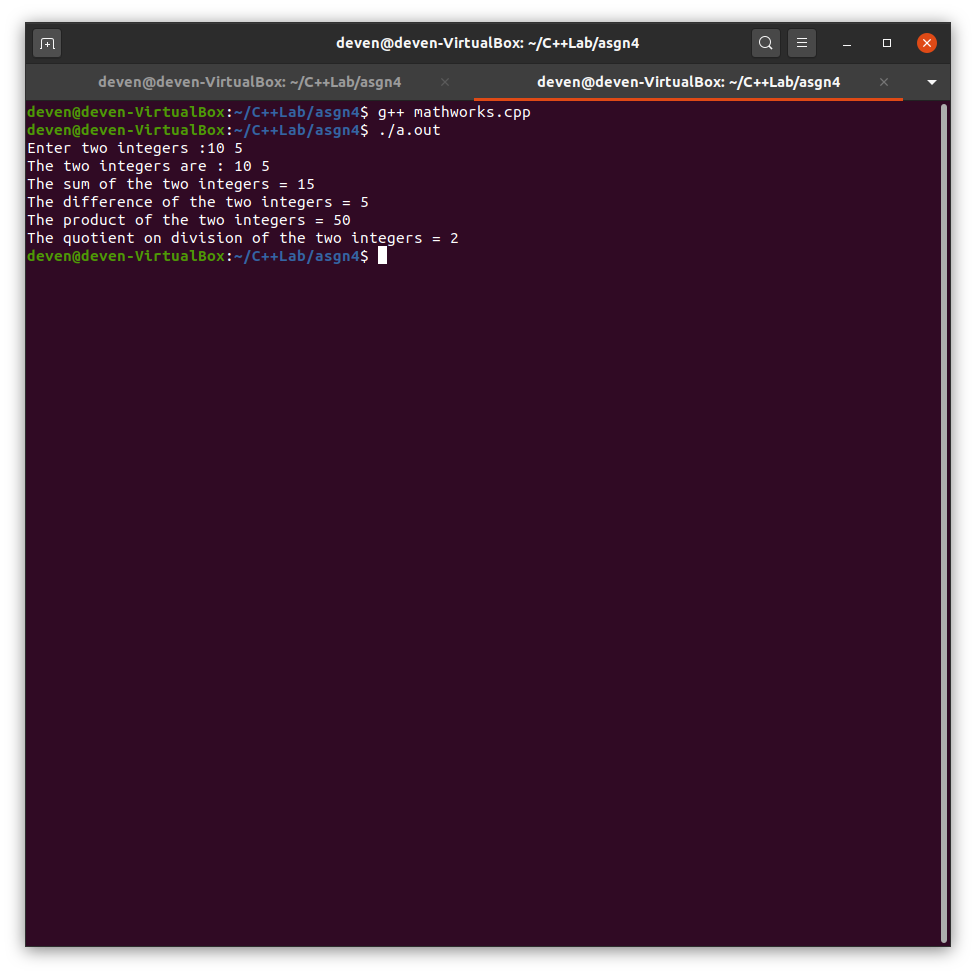 deven@deven-VirtualBox: ~/C++Lab/asgn4
deven@deven-VirtualBox: ~/C++Lab/asgn4 deven@deven-VirtualBox: ~/C++Lab/asgn4
deven@deven-VirtualBox:~/C++Lab/asgn4$ g++ mathworks.cpp
deven@deven-VirtualBox:~/C++Lab/asgn4$ ./a.out
Enter two integers :10 5
The two integers are : 10 5
The sum of the two integers = 15
The difference of the two integers = 5
The product of the two integers = 50
The quotient on division of the two integers = 2
deven@deven-VirtualBox:~/C++Lab/asgn4$